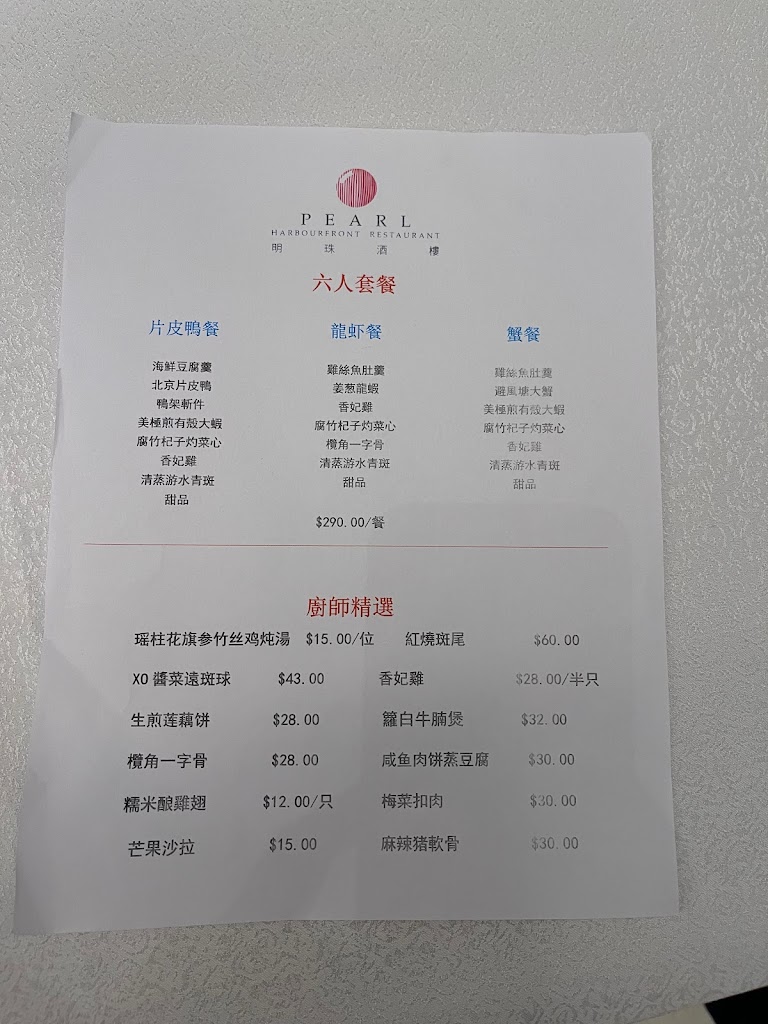 PEARL
HARBOURFRONT RESTAURANT
明珠酒樓
六人套餐
片皮鴨餐
海鮮豆腐羹
北京片皮鴨
鴨架斬件
美極煎有殼大蝦
腐竹杞子灼菜心
香妃雞
清蒸游水青斑
甜品
龍虾餐
雞絲魚肚羹
姜葱龍蝦
香妃雞
腐竹杞子灼菜心
欖角一字骨
清蒸游水青斑
甜品
蟹餐
雞絲魚肚羹
避風塘大蟹
美極煎有殼大蝦
腐竹杞子灼菜心
香妃雞
清蒸游水青斑
甜品
$290.00/餐
廚師精選
瑶柱花旗参竹丝鸡炖湯 $15.00/位 紅燒斑尾 $60.00
XO 醬菜遠斑球 $43.00 香妃雞 $28.00/半只
生煎莲藕饼 $28.00 蘿白牛腩煲 $32.00
欖角一字骨 $28.00 咸鱼肉饼蒸豆腐 $30.00
糯米酿雞翅 $12.00/只 梅菜扣肉 $30.00
芒果沙拉 $15.00 麻辣猪軟骨 $30.00